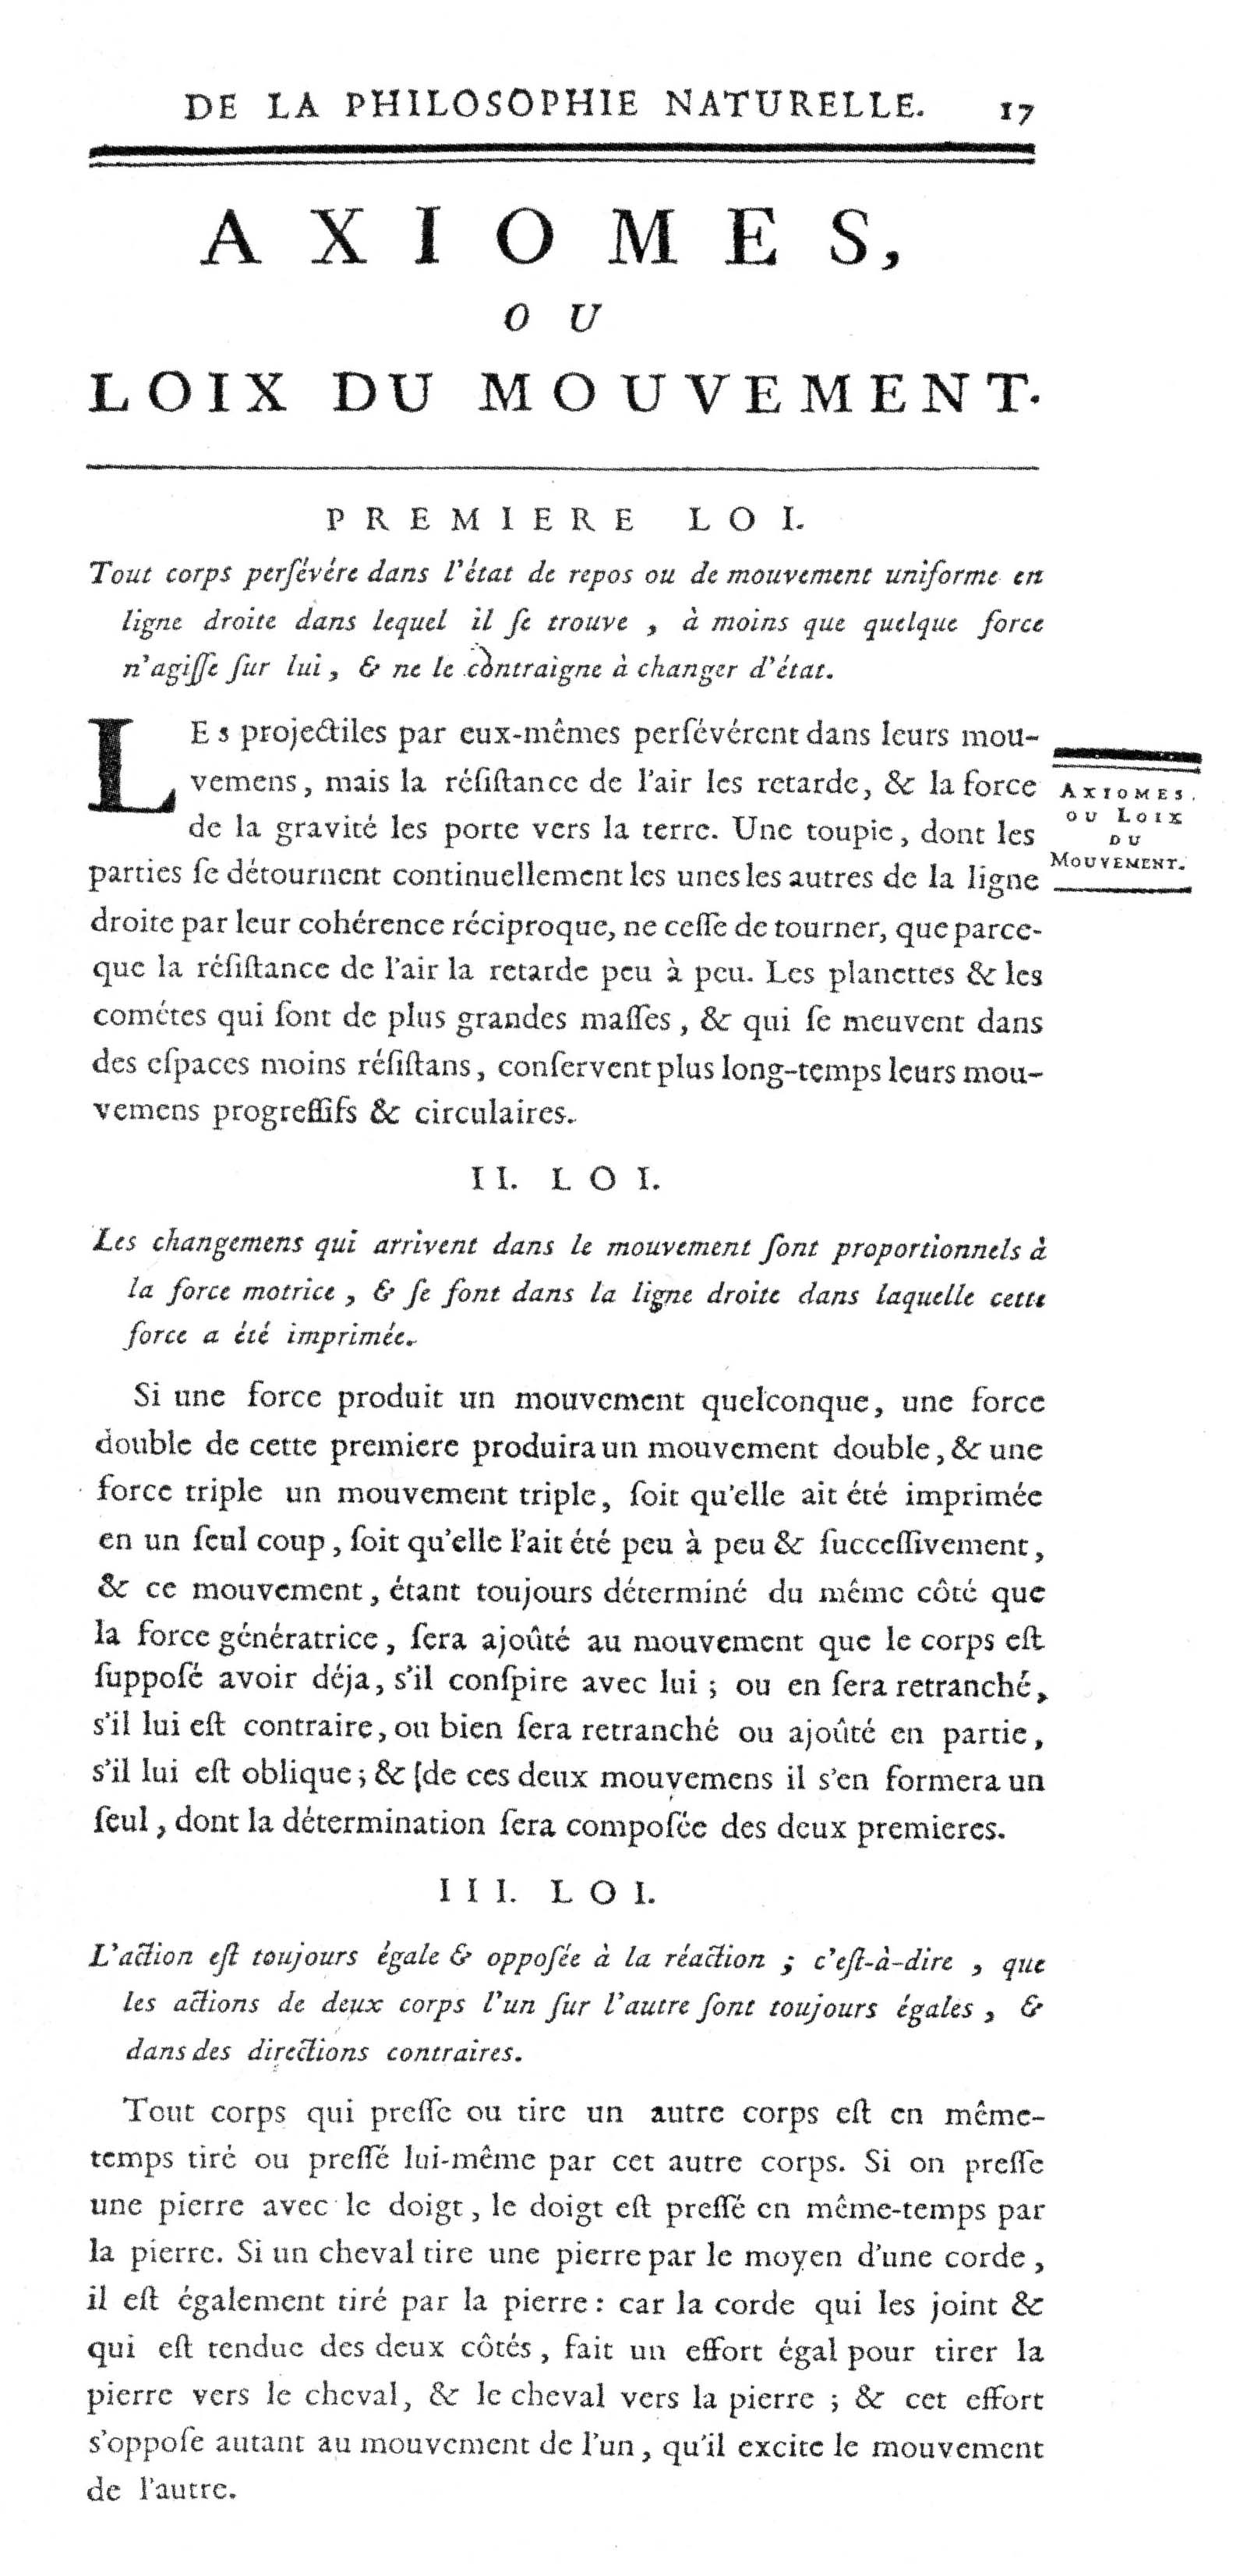 DE LA PHILOSOPHIE NATURELLE. 17
AXIOMES,
OU
LOIX DU MOUVEMENT.
PREMIERE LOI.
Tout corps perſévére dans l'état de repos ou de mouvement uniforme en
ligne droite dans lequel il ſe trouve, à moins que quelque force
n'agiſſe ſur lui, & ne le contraigne à changer d'état.
LEs projectiles par eux-mêmes perſévérent dans leurs mou-
vemens, mais la réſiſtance de l'air les retarde, & la force
de la gravité les porte vers la terre. Une toupie, dont les
parties ſe détournent continuellement les unes les autres de la ligne
droite par leur cohérence réciproque, ne ceſſe de tourner, que parce-
que la réſiſtance de l'air la retarde peu à peu. Les planettes & les
cométes qui ſont de plus grandes maſſes, & qui ſe meuvent dans
des eſpaces moins réſiſtans, conſervent plus long-temps leurs mou-
vemens progreſſifs & circulaires.
AXIOMES,
OU LOIX
DU
MOUVEMENT.
II. LOI.
Les changemens qui arrivent dans le mouvement ſont proportionnels à
la force motrice, & ſe font dans la ligne droite dans laquelle cette
force a été imprimée.
Si une force produit un mouvement quelconque, une force
double de cette premiere produira un mouvement double, & une
force triple un mouvement triple, ſoit qu'elle ait été imprimée
en un ſeul coup, ſoit qu'elle l'ait été peu à peu & ſucceſſivement,
& ce mouvement, étant toujours déterminé du même côté que
la force génératrice, ſera ajoûté au mouvement que le corps eſt
ſuppoſé avoir déja, s'il conſpire avec lui; ou en ſera retranché,
s'il lui eſt contraire, ou bien ſera retranché ou ajoûté en partie,
s'il lui eſt oblique; & [de ces deux mouvemens il s'en formera un
ſeul, dont la détermination ſera compoſée des deux premieres.
III. LOI.
L'action eſt toujours égale & oppoſée à la réaction; c'eſt-à-dire, que
les actions de deux corps l'un ſur l'autre ſont toujours égales, &
dans des directions contraires.
Tout corps qui preſſe ou tire un autre corps eſt en même-
temps tiré ou preſſé lui-même par cet autre corps. Si on preſſe
une pierre avec le doigt, le doigt eſt preſſé en même-temps par
la pierre. Si un cheval tire une pierre par le moyen d'une corde,
il eſt également tiré par la pierre: car la corde qui les joint &
qui eſt tendue des deux côtés, fait un effort égal pour tirer la
pierre vers le cheval, & le cheval vers la pierre; & cet effort
s'oppoſe autant au mouvement de l'un, qu'il excite le mouvement
de l'autre.